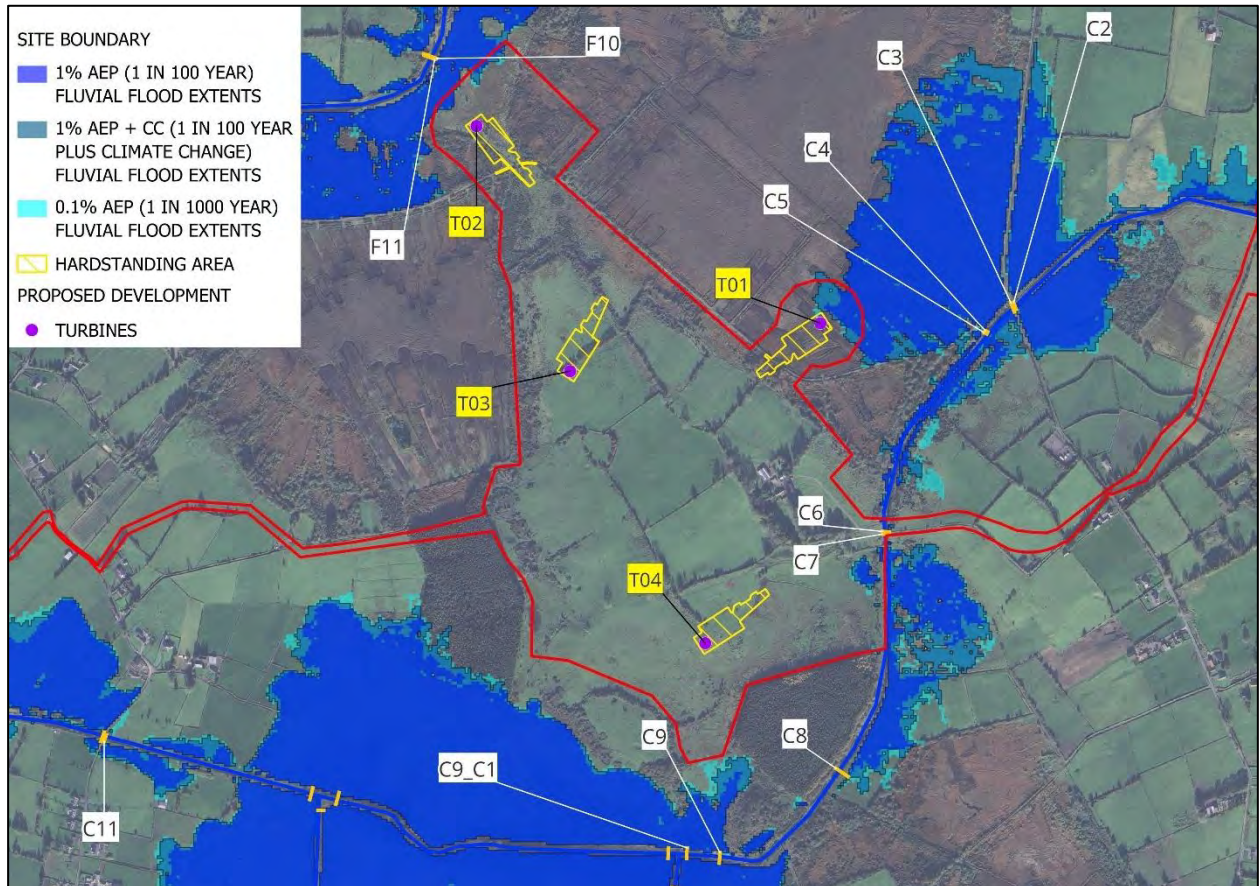 SITE BOUNDARY
1% AEP (1 IN 100 YEAR)
FLUVIAL FLOOD EXTENTS
1% AEP + CC (1 IN 100 YEAR
PLUS CLIMATE CHANGE)
FLUVIAL FLOOD EXTENTS
0.1% AEP (1 IN 1000 YEAR)
FLUVIAL FLOOD EXTENTS
HARDSTANDING AREA
PROPOSED DEVELOPMENT
TURBINES
F10
C2
C3
C4
C5
T02
F11
T01
T03
C6
C7
T04
C8
C9
C9_C1
C11